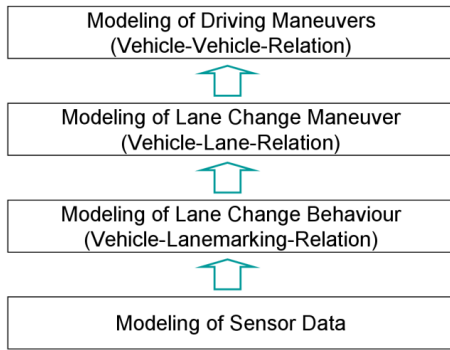 Modeling of Driving Maneuvers
(Vehicle-Vehicle-Relation)
Modeling of Lane Change Maneuver
(Vehicle-Lane-Relation)
Modeling of Lane Change Behaviour
(Vehicle-Lanemarking-Relation)
Modeling of Sensor Data